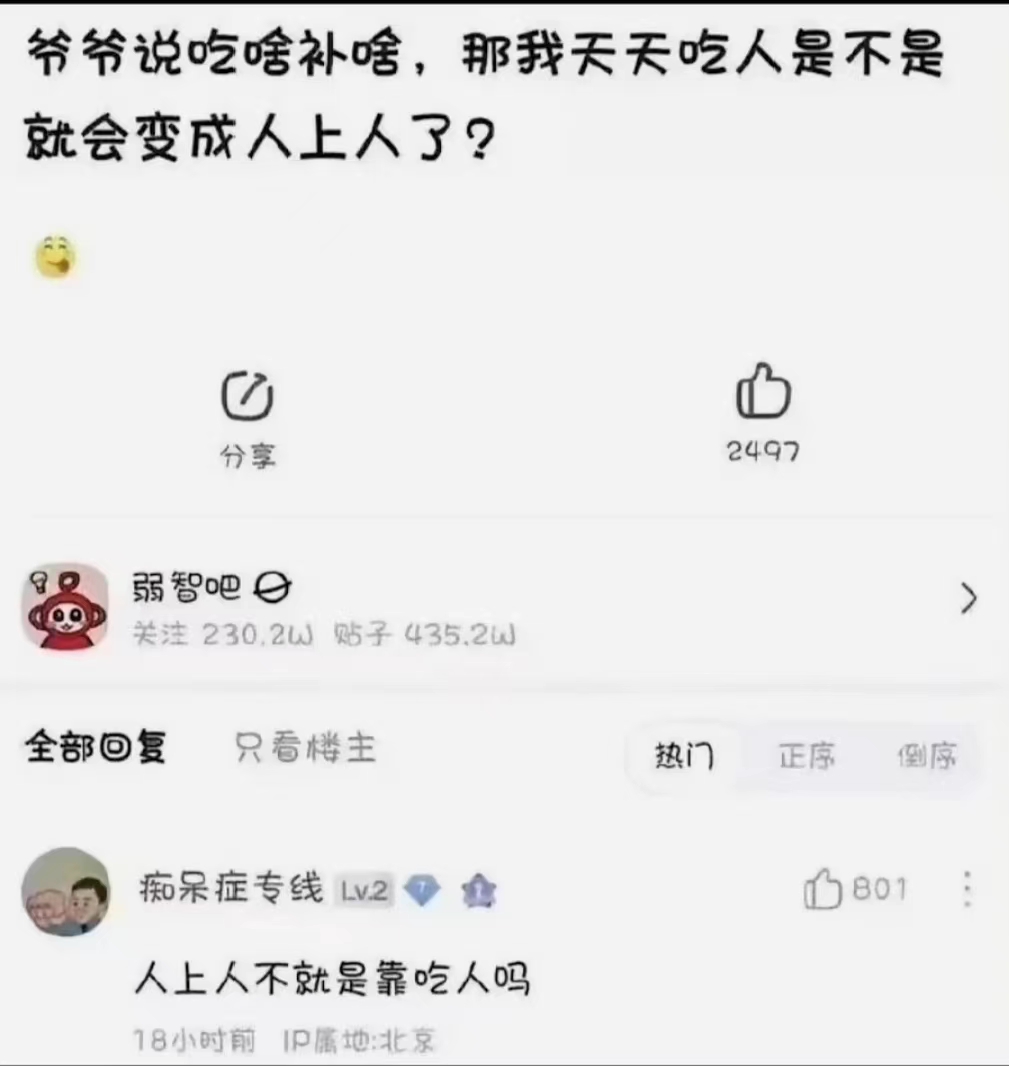 爷爷说吃啥补啥，那我天天吃人是不是
就会变成人上人了？
分享
2497
弱智吧
关注 230.2W 贴子 435.2W
全部回复 只看楼主 热门 正序 倒序
痴呆症专线 Lv.2 801
人上人不就是靠吃人吗
18小时前 IP属地:北京